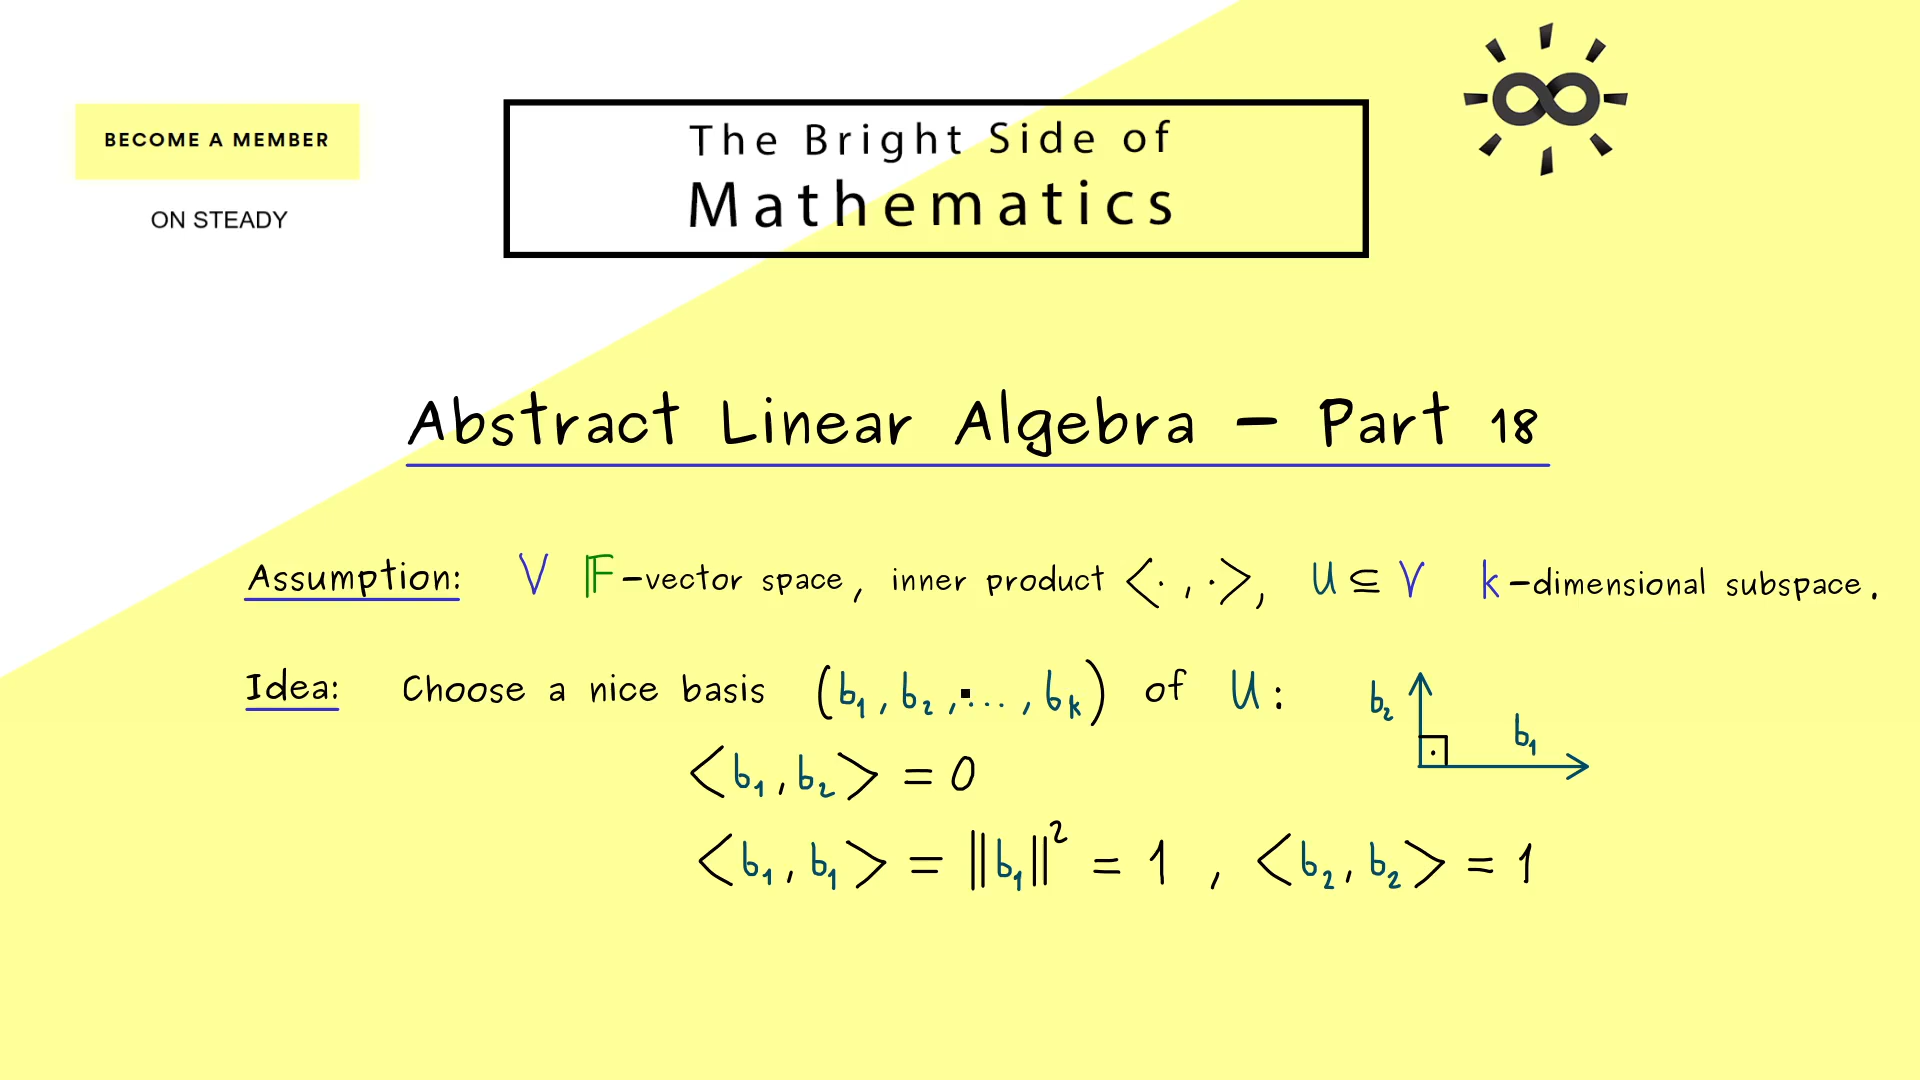 BECOME A MEMBER
ON STEADY
The Bright Side of
Mathematics
Abstract Linear Algebra – Part 18
Assumption: V 𝔽-vector space, inner product <·,·>, U ⊆ V k-dimensional subspace.
Idea: Choose a nice basis (b₁, b₂, ..., bₖ) of U:
b₂
b₁
<b₁, b₂> = 0
<b₁, b₁> = ||b₁||² = 1 , <b₂, b₂> = 1